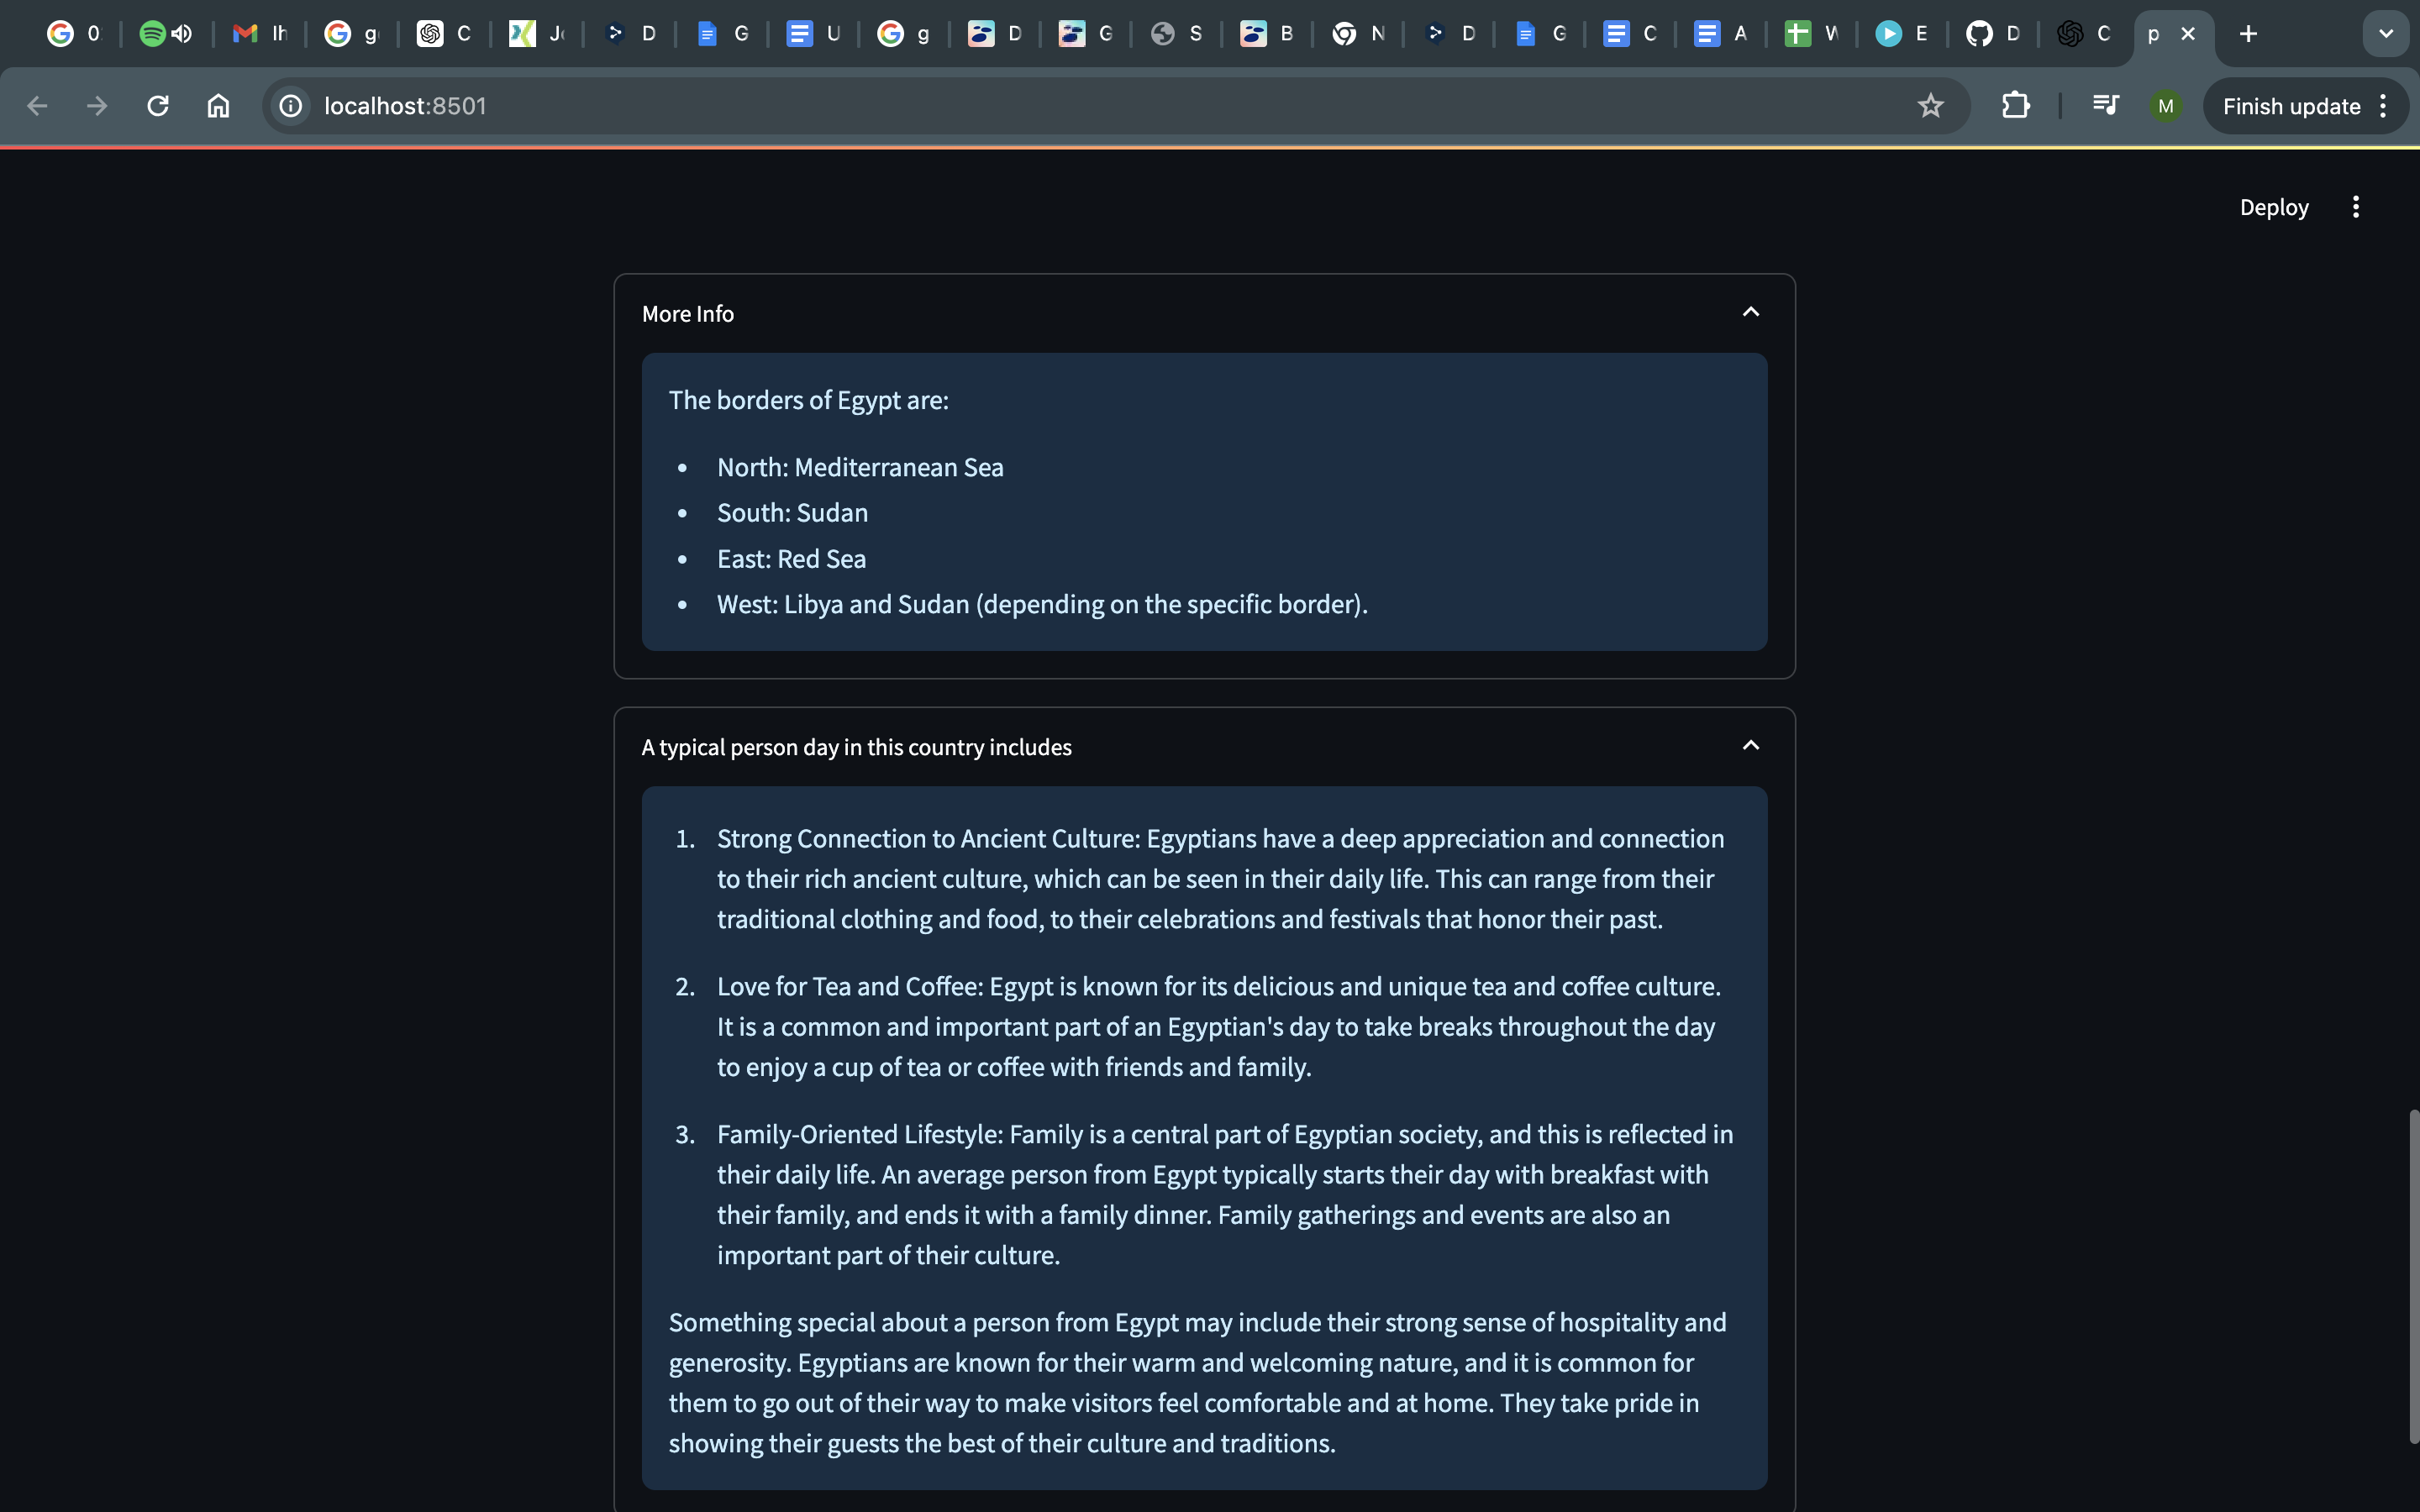 0 Ih g C J D G U g D G S B N D G C A W E D C p
localhost:8501 Finish update
M
Deploy
More Info
The borders of Egypt are:
• North: Mediterranean Sea
• South: Sudan
• East: Red Sea
• West: Libya and Sudan (depending on the specific border).
A typical person day in this country includes
1. Strong Connection to Ancient Culture: Egyptians have a deep appreciation and connection
to their rich ancient culture, which can be seen in their daily life. This can range from their
traditional clothing and food, to their celebrations and festivals that honor their past.
2. Love for Tea and Coffee: Egypt is known for its delicious and unique tea and coffee culture.
It is a common and important part of an Egyptian's day to take breaks throughout the day
to enjoy a cup of tea or coffee with friends and family.
3. Family-Oriented Lifestyle: Family is a central part of Egyptian society, and this is reflected in
their daily life. An average person from Egypt typically starts their day with breakfast with
their family, and ends it with a family dinner. Family gatherings and events are also an
important part of their culture.
Something special about a person from Egypt may include their strong sense of hospitality and
generosity. Egyptians are known for their warm and welcoming nature, and it is common for
them to go out of their way to make visitors feel comfortable and at home. They take pride in
showing their guests the best of their culture and traditions.